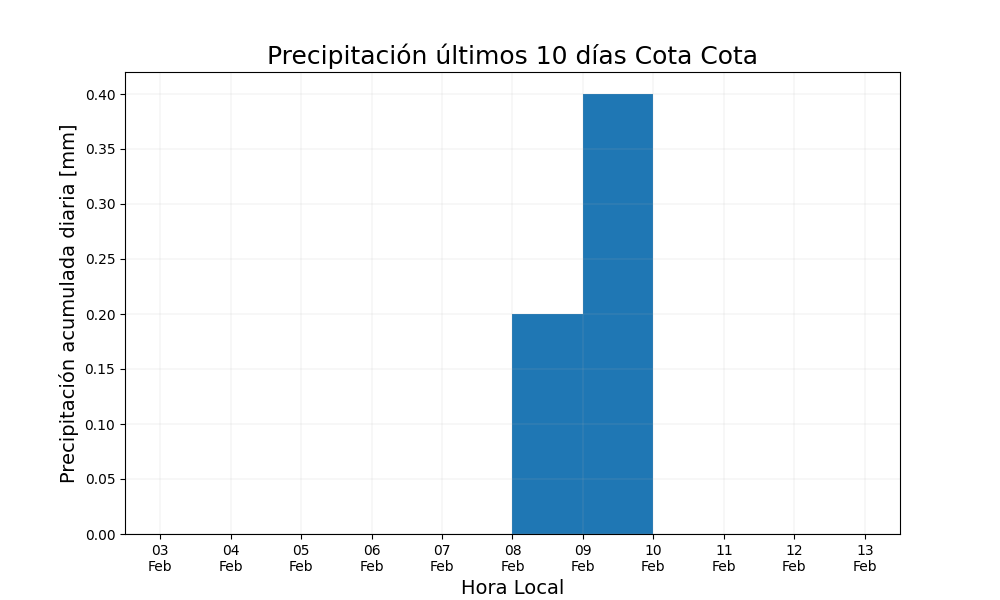 Precipitación últimos 10 días Cota Cota
Precipitación acumulada diaria [mm]
0.40
0.35
0.30
0.25
0.20
0.15
0.10
0.05
0.00
03 04 05 06 07 08 09 10 11 12 13
Feb Feb Feb Feb Feb Feb Feb Feb Feb Feb Feb
Hora Local